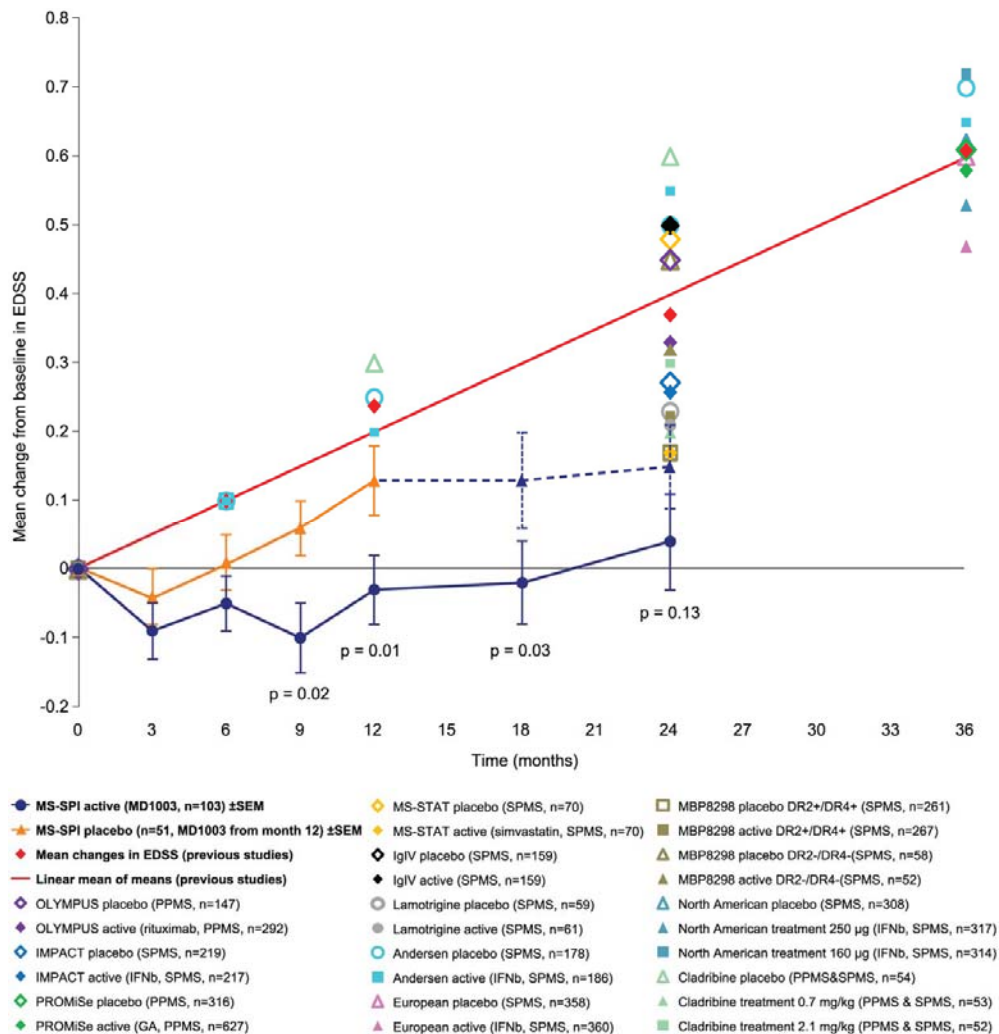 0.8
0.7
0.6
0.5
0.4
0.3
0.2
0.1
0
-0.1
-0.2
Mean change from baseline in EDSS
p = 0.02
p = 0.01
p = 0.03
p = 0.13
0 3 6 9 12 18 21 24 27 30 33 36
Time (months)
MS-SPI active (MD1003, n=103) ±SEM
MS-SPI placebo (n=51, MD1003 from month 12) ±SEM
Mean changes in EDSS (previous studies)
Linear mean of means (previous studies)
OLYMPUS placebo (PPMS, n=147)
OLYMPUS active (rituximab, PPMS, n=292)
IMPACT placebo (SPMS, n=219)
IMPACT active (IFNb, SPMS, n=217)
PROMiSe placebo (PPMS, n=316)
PROMiSe active (GA, PPMS, n=627)
MS-STAT placebo (SPMS, n=70)
MS-STAT active (simvastatin, SPMS, n=70)
IgIV placebo (SPMS, n=159)
IgIV active (SPMS, n=159)
Lamotrigine placebo (SPMS, n=59)
Lamotrigine active (SPMS, n=61)
Andersen placebo (SPMS, n=178)
Andersen active (IFNb, SPMS, n=186)
European placebo (SPMS, n=358)
European active (IFNb, SPMS, n=360)
MBP8298 placebo DR2+/DR4+ (SPMS, n=261)
MBP8298 active DR2+/DR4+ (SPMS, n=267)
MBP8298 placebo DR2-/DR4-(SPMS, n=58)
MBP8298 active DR2-/DR4-(SPMS, n=52)
North American placebo (SPMS, n=308)
North American treatment 250 µg (IFNb, SPMS, n=317)
North American treatment 160 µg (IFNb, SPMS, n=314)
Cladribine placebo (PPMS&SPMS, n=54)
Cladribine treatment 0.7 mg/kg (PPMS & SPMS, n=53)
Cladribine treatment 2.1 mg/kg (PPMS & SPMS, n=52)